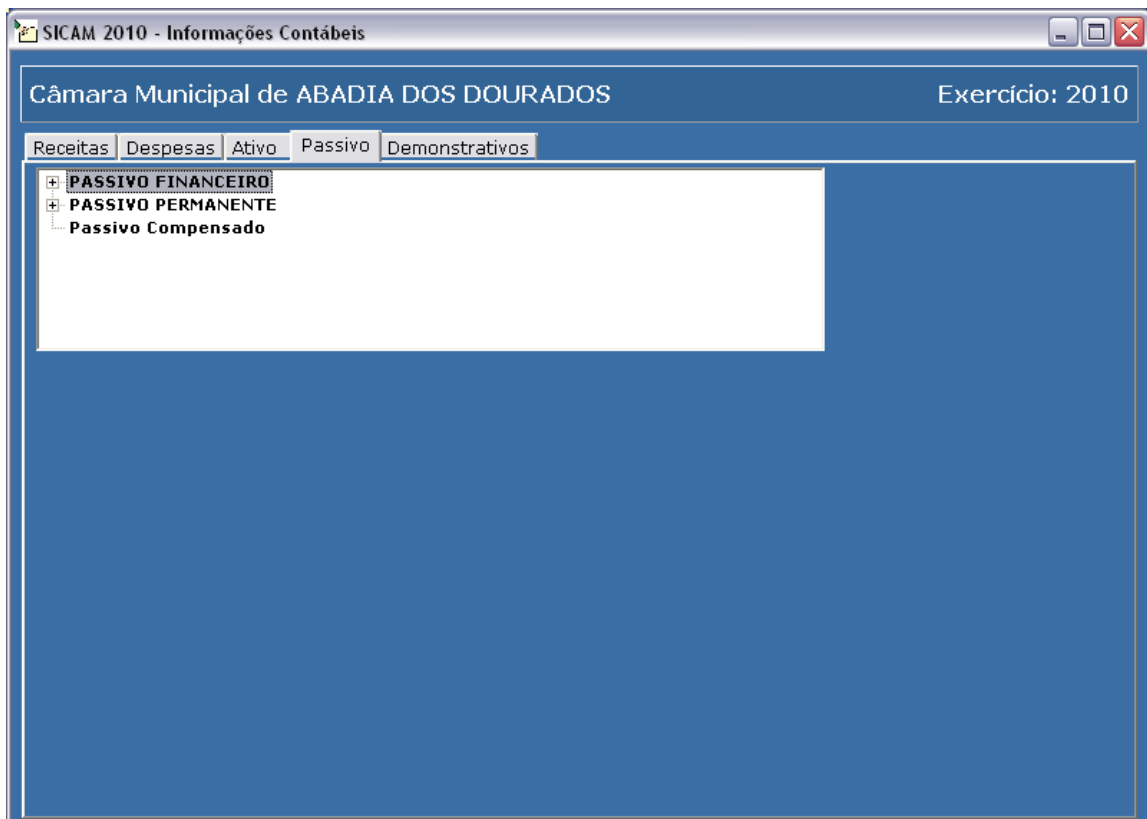 SICAM 2010 - Informações Contábeis
Câmara Municipal de ABADIA DOS DOURADOS Exercício: 2010
Receitas Despesas Ativo Passivo Demonstrativos
PASSIVO FINANCEIRO
PASSIVO PERMANENTE
Passivo Compensado